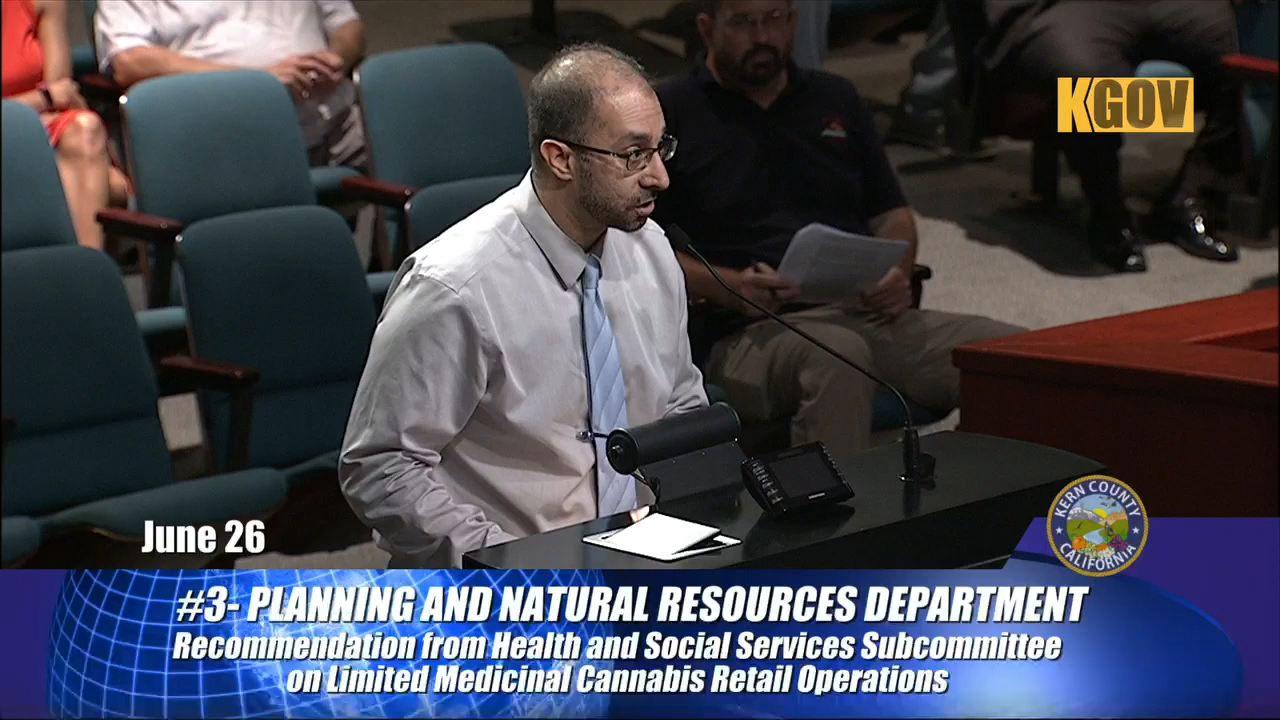 KGOV
June 26
KERN COUNTY
CALIFORNIA
#3- PLANNING AND NATURAL RESOURCES DEPARTMENT
Recommendation from Health and Social Services Subcommittee
on Limited Medicinal Cannabis Retail Operations